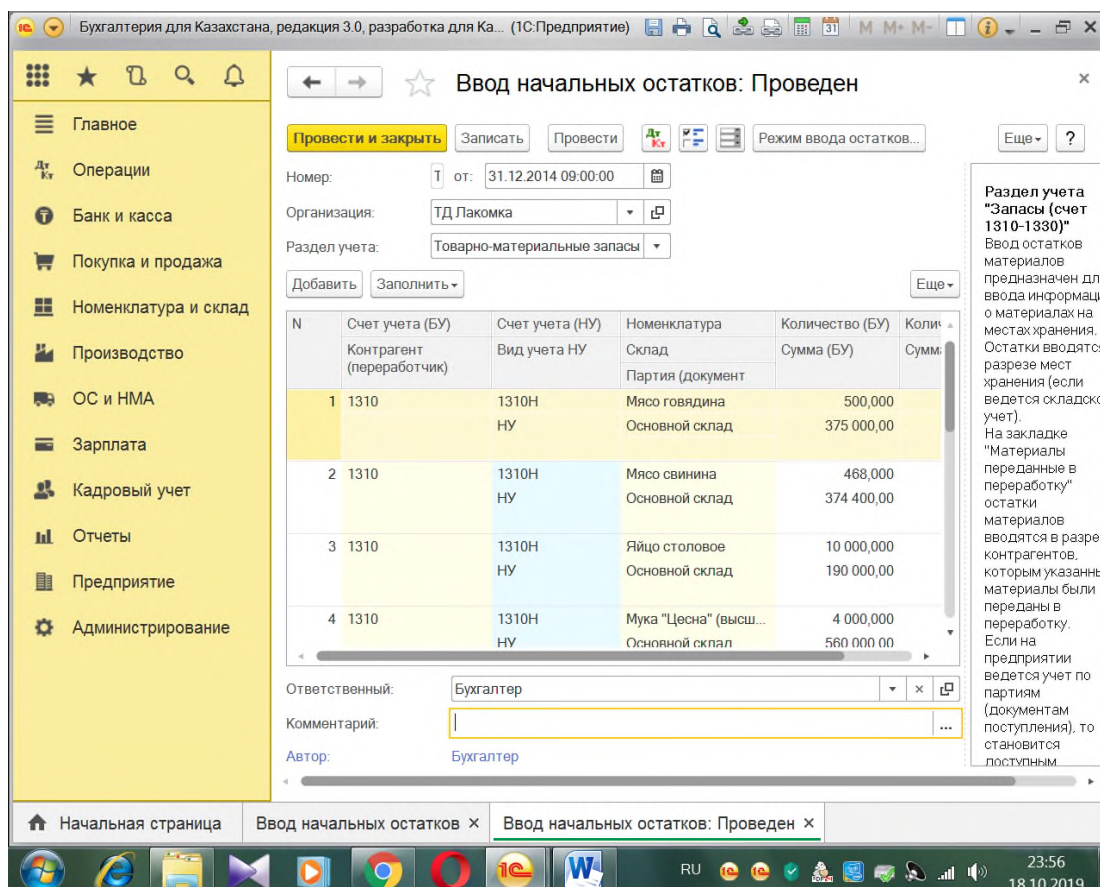 Бухгалтерия для Казахстана, редакция 3.0, разработка для Ка... (1С:Предприятие)
M M+ M-
Главное
Операции
Банк и касса
Покупка и продажа
Номенклатура и склад
Производство
ОС и НМА
Зарплата
Кадровый учет
Отчеты
Предприятие
Администрирование
Ввод начальных остатков: Проведен
Провести и закрыть Записать Провести Режим ввода остатков... Еще ?
Номер: от: 31.12.2014 09:00:00
Организация: ТД Лакомка
Раздел учета: Товарно-материальные запасы
Добавить Заполнить Еще
N Счет учета (БУ) Счет учета (НУ) Номенклатура Количество (БУ) Колич
Контрагент (переработчик) Вид учета НУ Склад Сумма (БУ) Сумм
Партия (документ
1 1310 1310Н Мясо говядина 500,000
НУ Основной склад 375 000,00
2 1310 1310Н Мясо свинина 468,000
НУ Основной склад 374 400,00
3 1310 1310Н Яйцо столовое 10 000,000
НУ Основной склад 190 000,00
4 1310 1310Н Мука "Цесна" (высш... 4 000,000
НУ Основной склад 560 000,00
Ответственный: Бухгалтер
Комментарий:
Автор: Бухгалтер
Раздел учета
"Запасы (счет
1310-1330)"
Ввод остатков
материалов
предназначен дл
ввода информаци
о материалах на
местах хранения.
Остатки вводятс
разрезе мест
хранения (если
ведется складско
учет).
На закладке
"Материалы
переданные в
переработку"
остатки
материалов
вводятся в разре
контрагентов,
которым указанны
материалы были
переданы в
переработку.
Если на
предприятии
ведется учет по
партиям
(документам
поступления), то
становится
доступным
Начальная страница Ввод начальных остатков × Ввод начальных остатков: Проведен ×
RU 23:56
18.10.2019